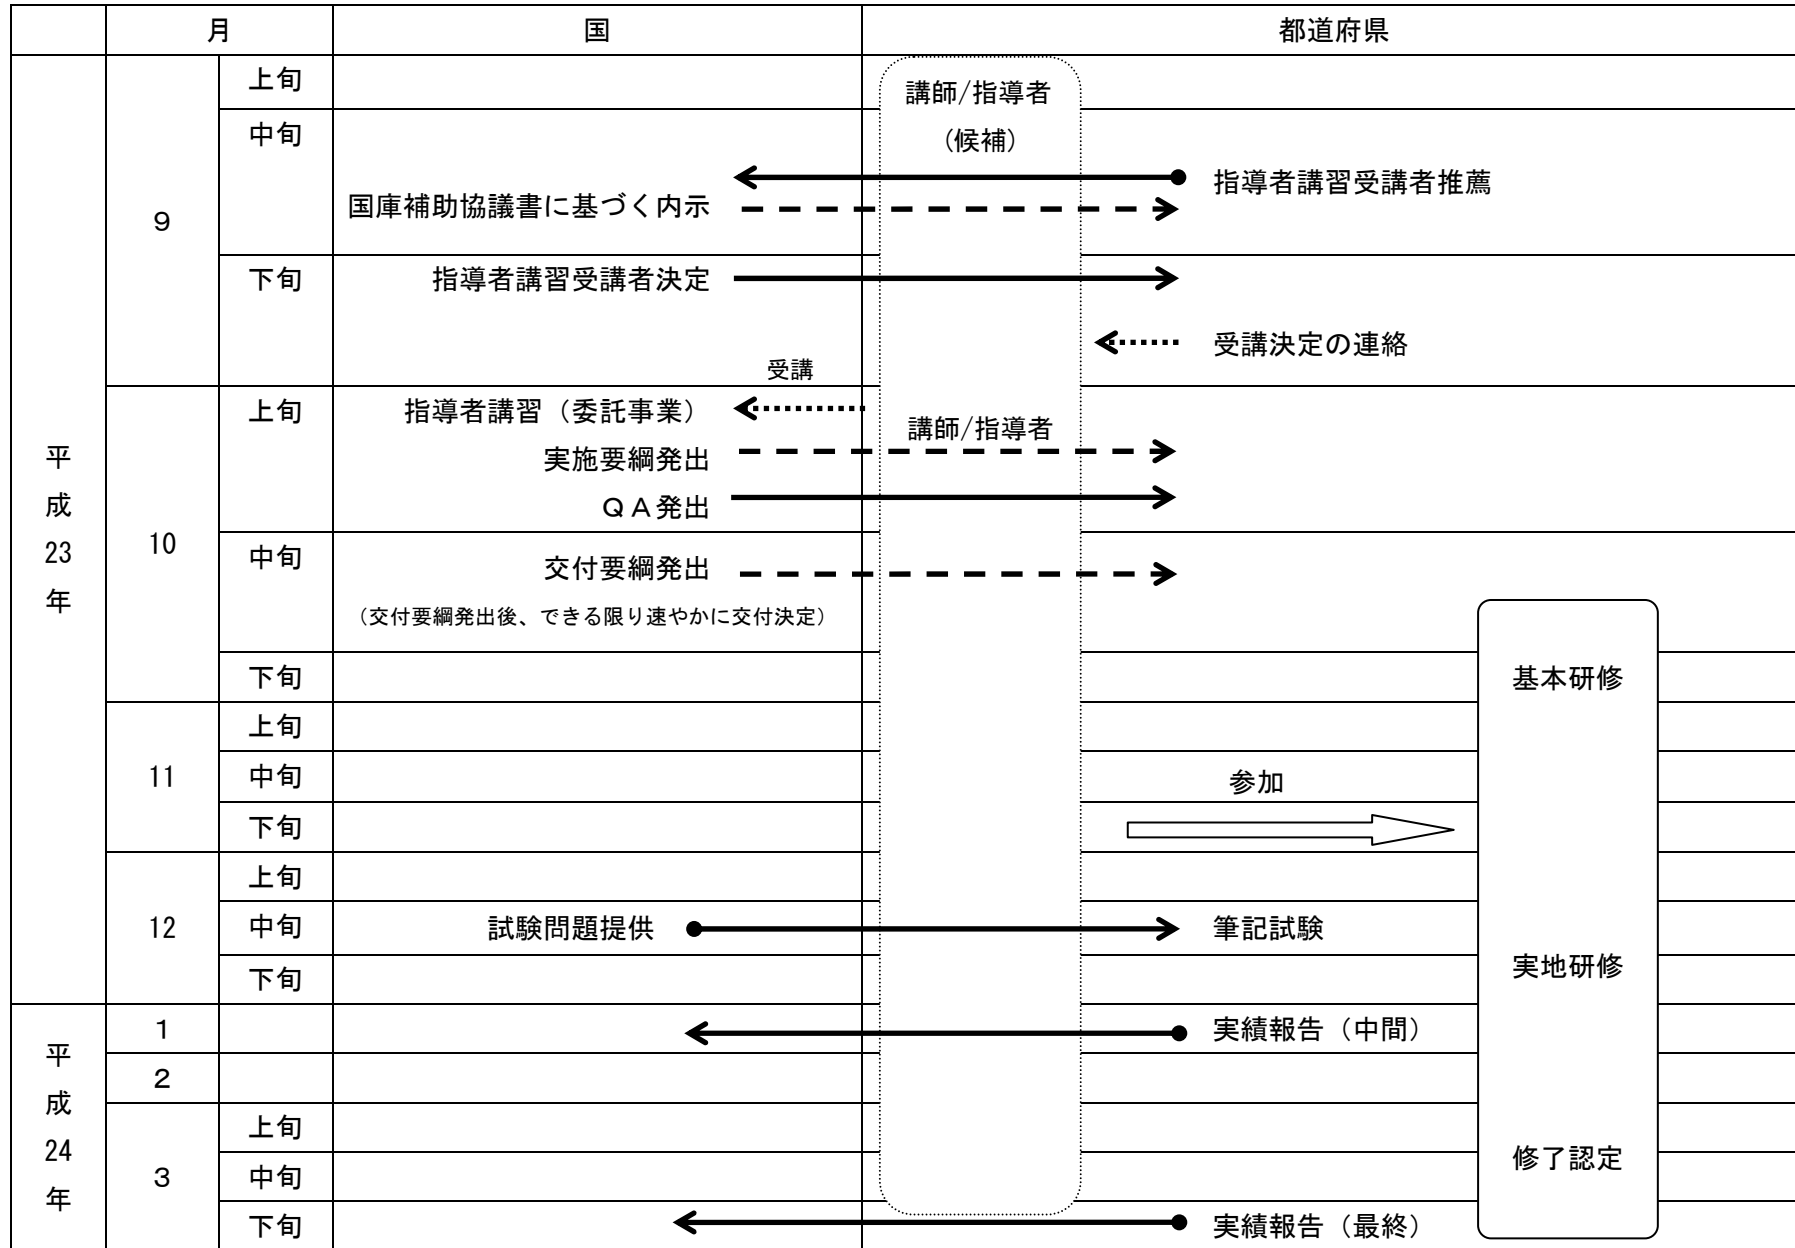 月 国 都道府県
平成23年
9
上旬
講師/指導者
（候補）
中旬
指導者講習受講者推薦
国庫補助協議書に基づく内示
下旬
指導者講習受講者決定
受講決定の連絡
受講
10
上旬
指導者講習（委託事業）
講師/指導者
実施要綱発出
ＱＡ発出
中旬
交付要綱発出
（交付要綱発出後、できる限り速やかに交付決定）
下旬
基本研修
11
上旬
中旬
参加
下旬
12
上旬
中旬 試験問題提供 筆記試験
下旬
実地研修
平成24年
1 実績報告（中間）
2
3
上旬
中旬
修了認定
下旬 実績報告（最終）